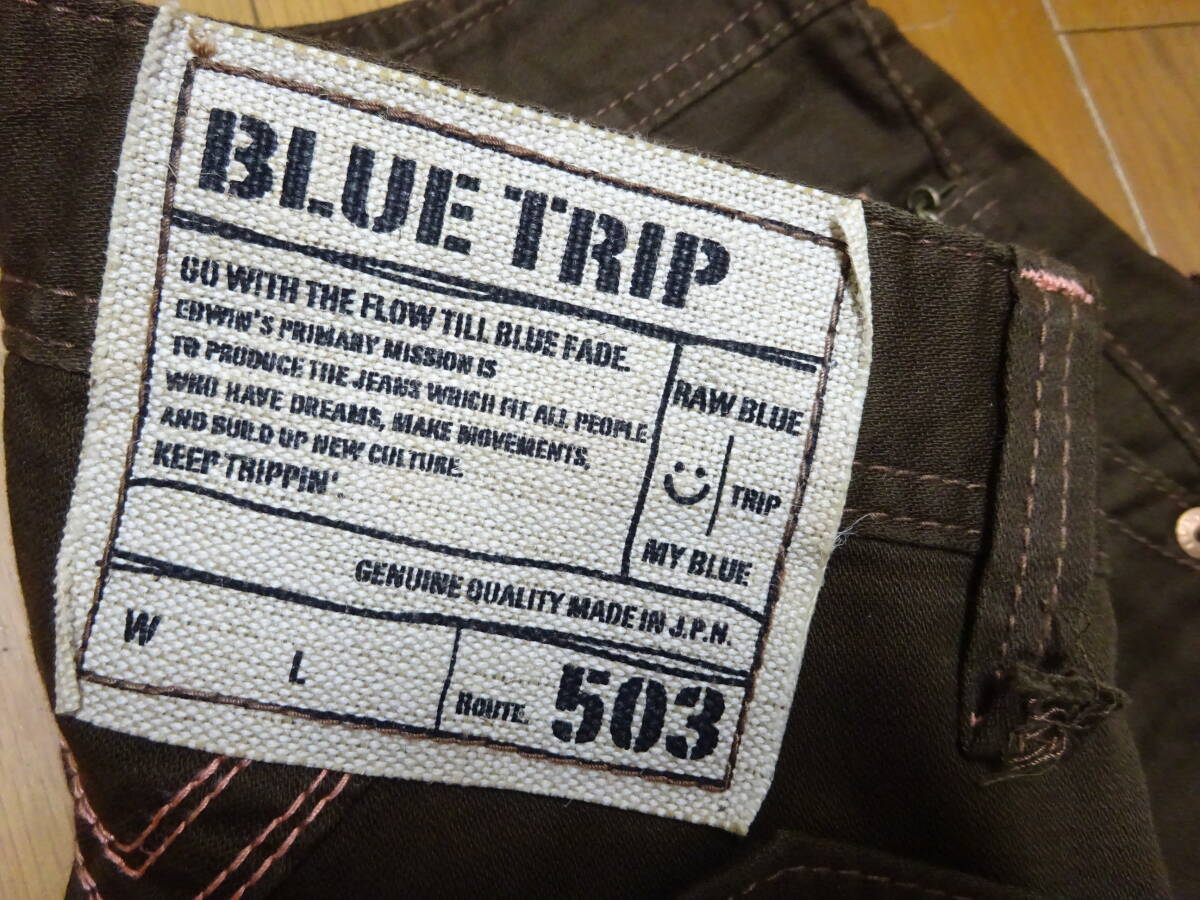 BLUE TRIP
GO WITH THE FLOW TILL BLUE FADE.
EDWIN'S PRIMARY MISSION IS
TO PRODUCE THE JEANS WHICH FIT ALL PEOPLE
WHO HAVE DREAMS, MAKE MOVEMENTS,
AND BUILD UP NEW CULTURE.
KEEP TRIPPIN'.
RAW BLUE
TRIP
MY BLUE
GENUINE QUALITY MADE IN J.P.N.
W
L
ROUTE. 503